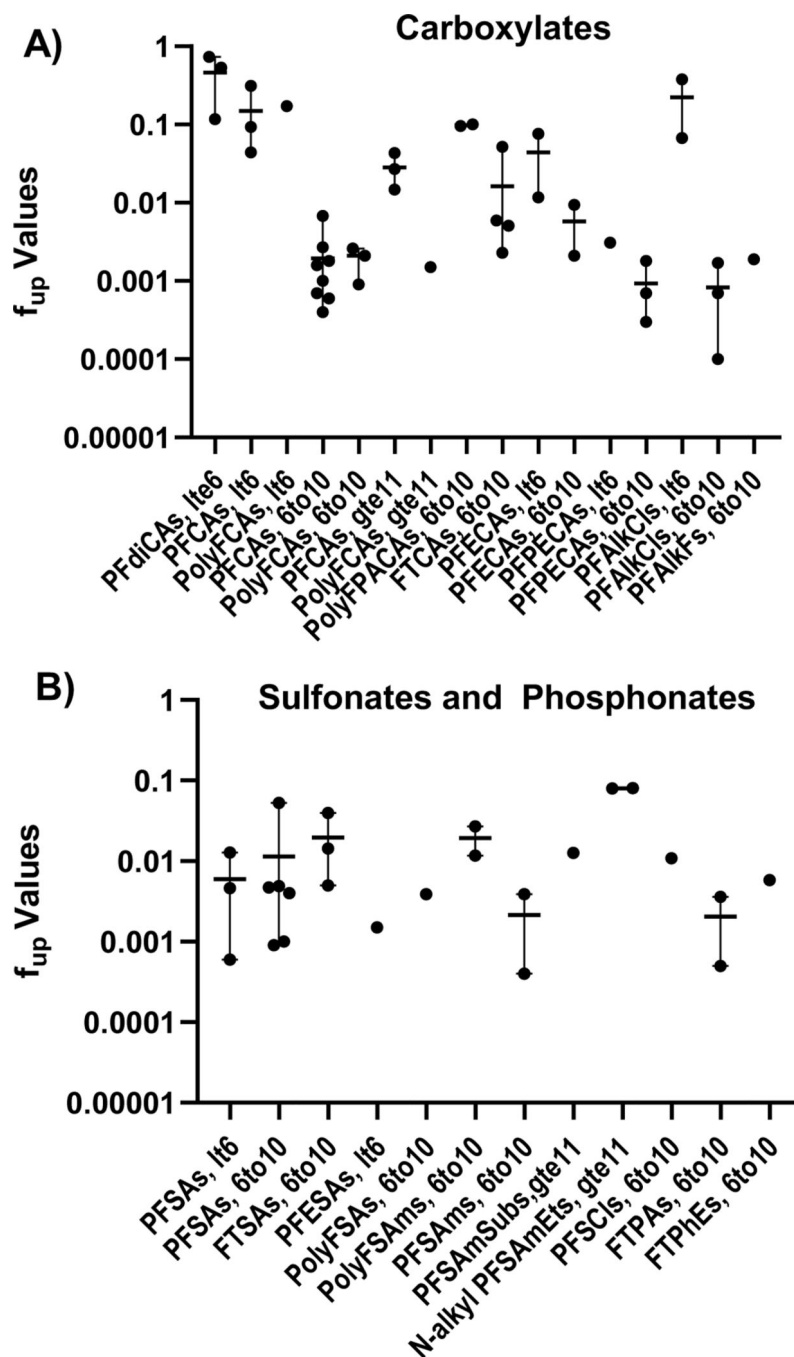 A)
Carboxylates
1
0.1
0.01
0.001
0.0001
0.00001
fup Values
PFdiCAs, lte6
PFCAs, lt6
PolyFCAs, lt6
PFCAs, 6to10
PolyFCAs, 6to10
PFCAs, gte11
PolyFCAs, gte11
PolyFPACAs, 6to10
FTCAs, 6to10
PFECAs, lt6
PFECAs, 6to10
PFPECAs, lt6
PFPECAs, 6to10
PFAlkCls, lt6
PFAlkCls, 6to10
PFAlkFs, 6to10
B)
Sulfonates and Phosphonates
1
0.1
0.01
0.001
0.0001
0.00001
fup Values
PFSAs, lt6
PFSAs, 6to10
FTSAs, 6to10
PFESAs, lt6
PolyFSAs, 6to10
PolyFSAms, 6to10
PFSAms, 6to10
PFSAmSubs,gte11
N-alkyl PFSAmEts, gte11
PFSCls, 6to10
FTPAs, 6to10
FTPhEs, 6to10